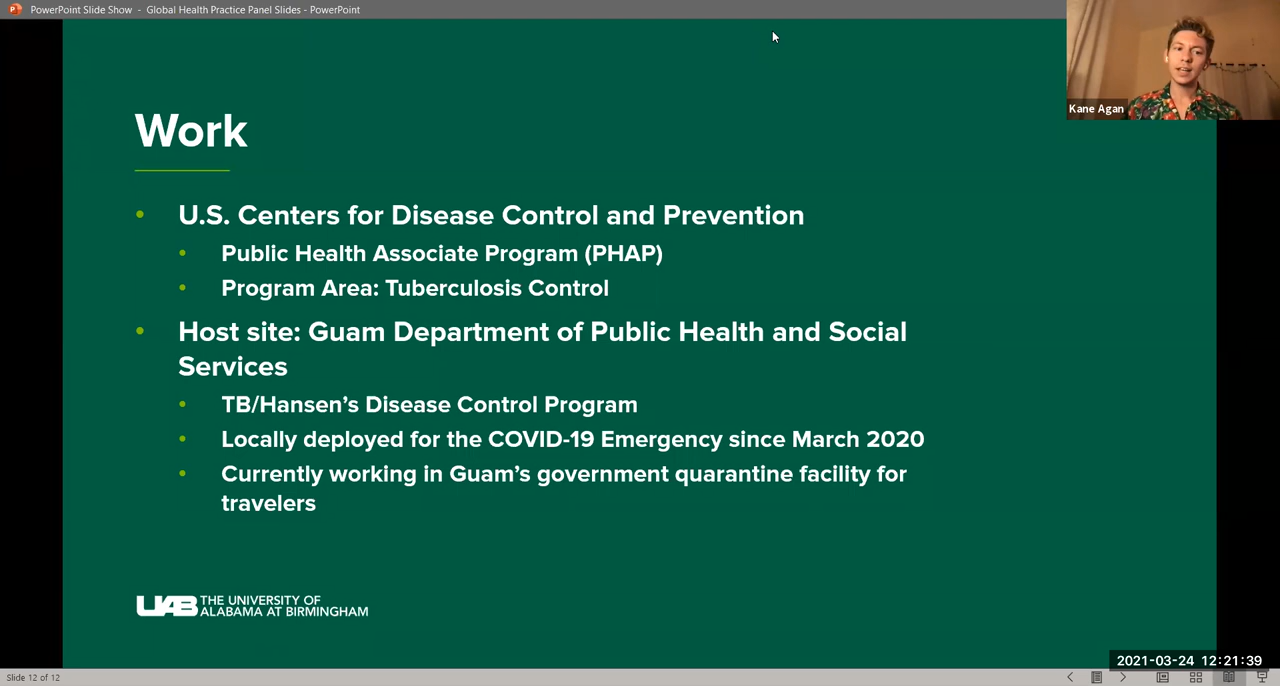 PowerPoint Slide Show - Global Health Practice Panel Slides - PowerPoint
Kane Agan
Work
• U.S. Centers for Disease Control and Prevention
• Public Health Associate Program (PHAP)
• Program Area: Tuberculosis Control
• Host site: Guam Department of Public Health and Social
Services
• TB/Hansen’s Disease Control Program
• Locally deployed for the COVID-19 Emergency since March 2020
• Currently working in Guam’s government quarantine facility for
travelers
UAB THE UNIVERSITY OF
ALABAMA AT BIRMINGHAM
2021-03-24 12:21:39
Slide 12 of 12